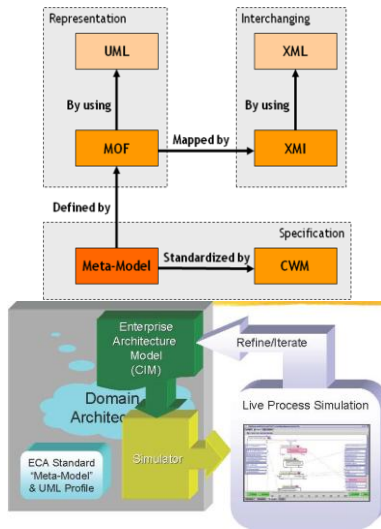 Representation
Interchanging
UML
XML
By using
By using
MOF
Mapped by
XMI
Defined by
Specification
Meta-Model
Standardized by
CWM
Enterprise
Architecture
Model
(CIM)
Refine/Iterate
Domain
Simulator
Live Process Simulation
ECA Standard
"Meta-Model"
& UML Profile